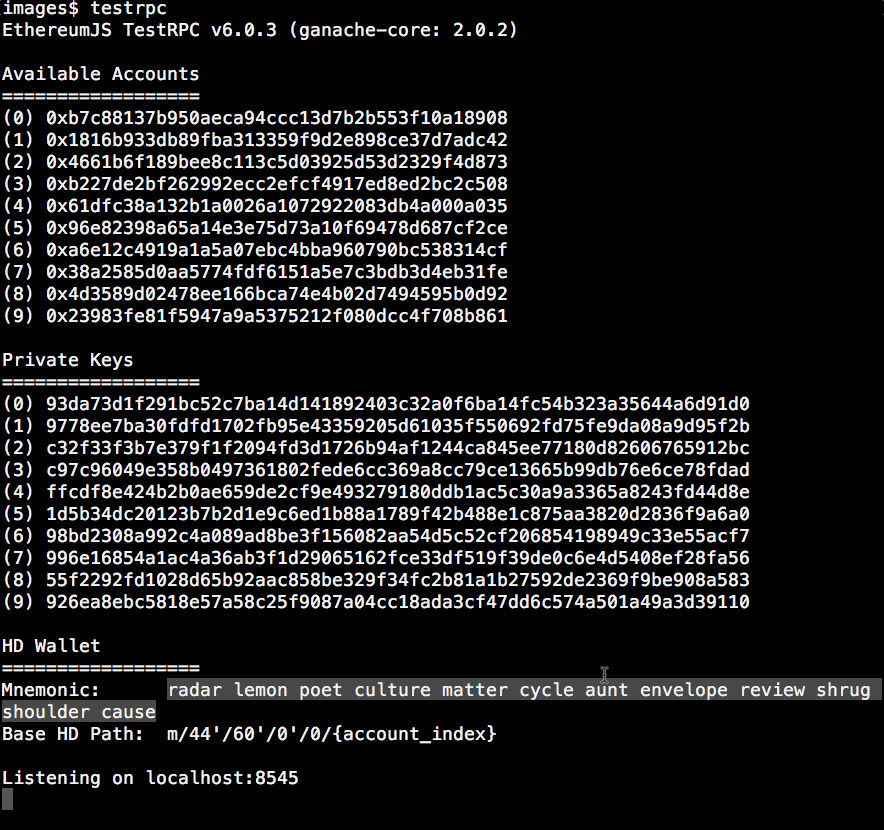 images$ testrpc
EthereumJS TestRPC v6.0.3 (ganache-core: 2.0.2)
Available Accounts
==================
(0) 0xb7c88137b950aeca94ccc13d7b2b553f10a18908
(1) 0x1816b933db89fba313359f9d2e898ce37d7adc42
(2) 0x4661b6f189bee8c113c5d03925d53d2329f4d873
(3) 0xb227de2bf262992ecc2efcf4917ed8ed2bc2c508
(4) 0x61dfc38a132b1a0026a1072922083db4a000a035
(5) 0x96e82398a65a14e3e75d73a10f69478d687cf2ce
(6) 0xa6e12c4919a1a5a07ebc4bba960790bc538314cf
(7) 0x38a2585d0aa5774fdf6151a5e7c3bdb3d4eb31fe
(8) 0x4d3589d02478ee166bca74e4b02d7494595b0d92
(9) 0x23983fe81f5947a9a5375212f080dcc4f708b861
Private Keys
==================
(0) 93da73d1f291bc52c7ba14d141892403c32a0f6ba14fc54b323a35644a6d91d0
(1) 9778ee7ba30fdfd1702fb95e43359205d61035f550692fd75fe9da08a9d95f2b
(2) c32f33f3b7e379f1f2094fd3d1726b94af1244ca845ee77180d82606765912bc
(3) c97c96049e358b0497361802fede6cc369a8cc79ce13665b99db76e6ce78fdad
(4) ffcdf8e424b2b0ae659de2cf9e493279180ddb1ac5c30a9a3365a8243fd44d8e
(5) 1d5b34dc20123b7b2d1e9c6ed1b88a1789f42b488e1c875aa3820d2836f9a6a0
(6) 98bd2308a992c4a089ad8be3f156082aa54d5c52cf206854198949c33e55acf7
(7) 996e16854a1ac4a36ab3f1d29065162fce33df519f39de0c6e4d5408ef28fa56
(8) 55f2292fd1028d65b92aac858be329f34fc2b81a1b27592de2369f9be908a583
(9) 926ea8ebc5818e57a58c25f9087a04cc18ada3cf47dd6c574a501a49a3d39110
HD Wallet
==================
Mnemonic:      radar lemon poet culture matter cycle aunt envelope review shrug
shoulder cause
Base HD Path:  m/44'/60'/0'/0/{account_index}
Listening on localhost:8545